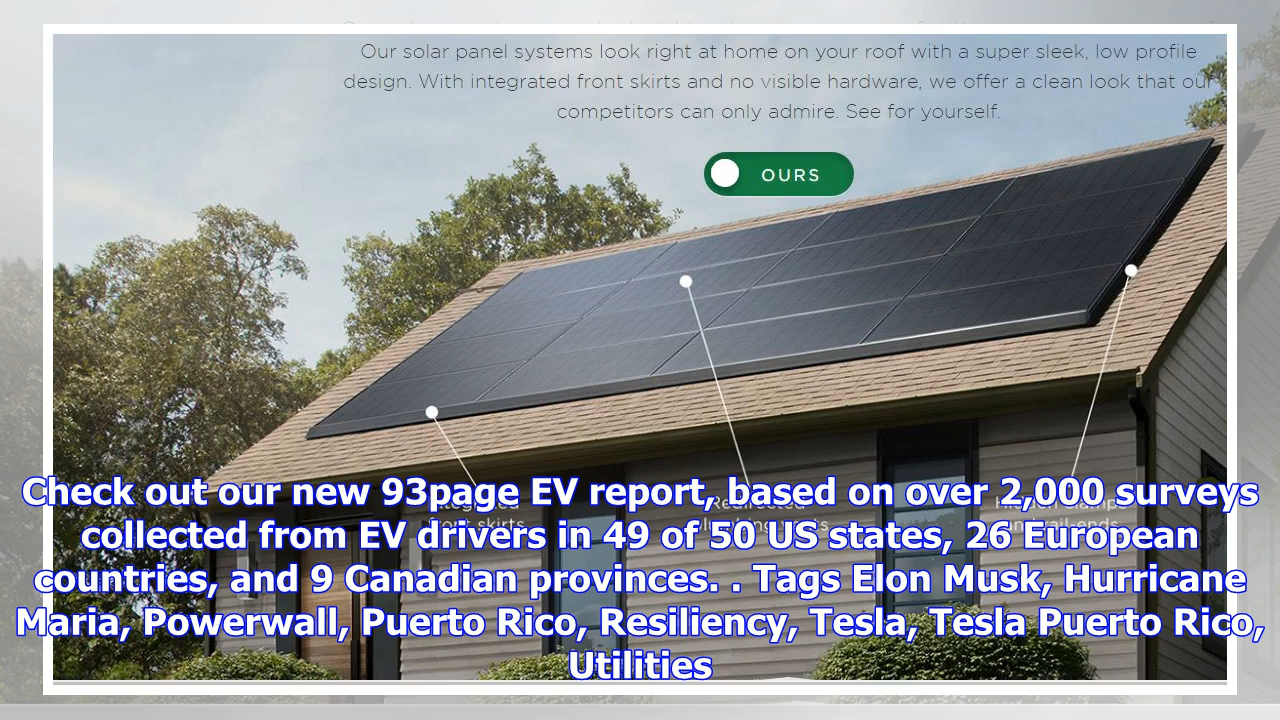 Our solar panel systems look right at home on your roof with a super sleek, low profile
design. With integrated front skirts and no visible hardware, we offer a clean look that our
competitors can only admire. See for yourself.
OURS
Check out our new 93page EV report, based on over 2,000 surveys
collected from EV drivers in 49 of 50 US states, 26 European
countries, and 9 Canadian provinces. . Tags Elon Musk, Hurricane
Maria, Powerwall, Puerto Rico, Resiliency, Tesla, Tesla Puerto Rico,
Utilities
Integrated
front skirts